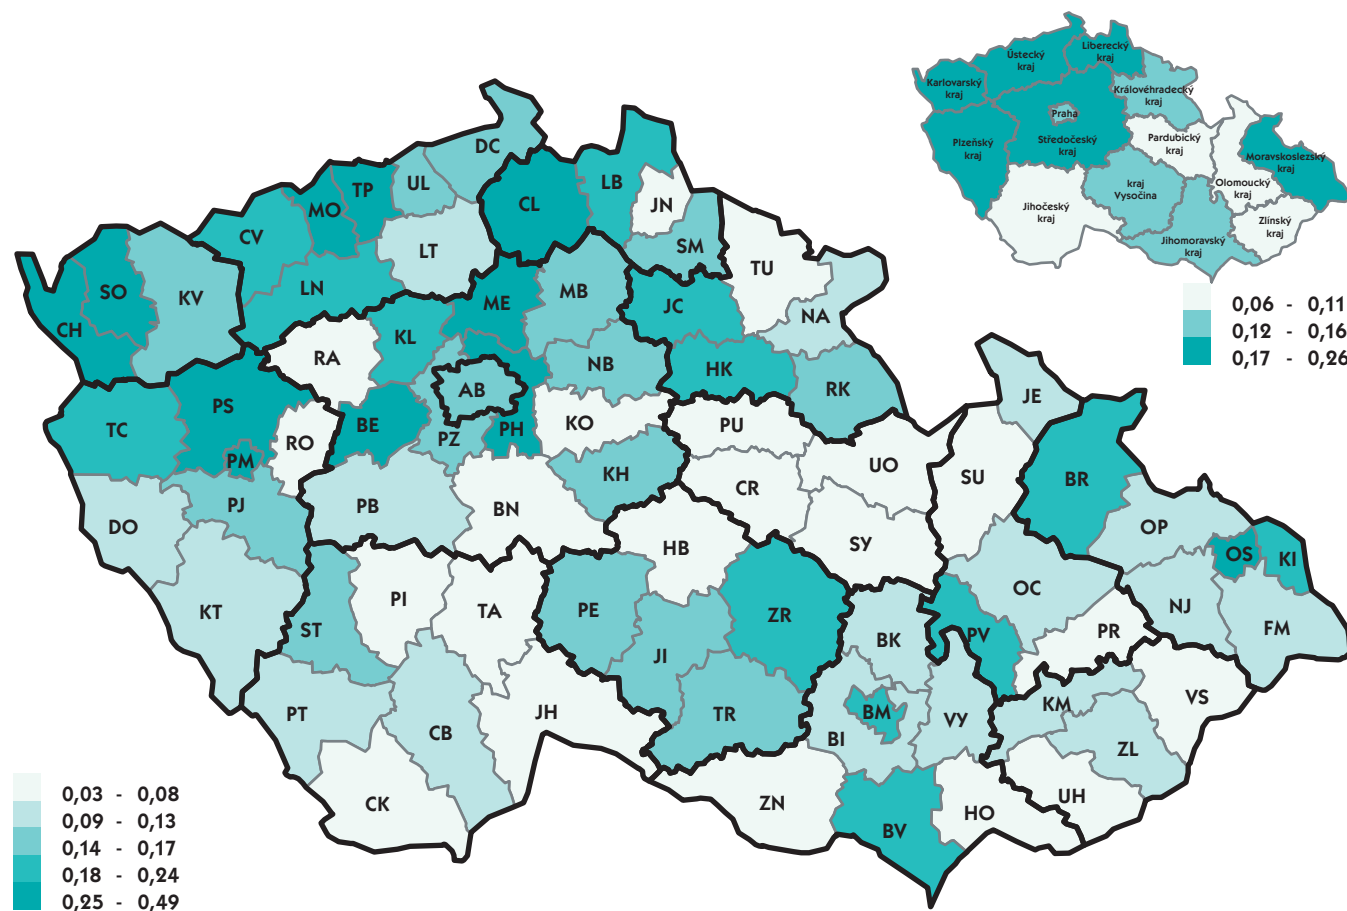 Ústecký
kraj
Liberecký
kraj
Karlovarský
kraj
Královéhradecký
kraj
Praha
Plzeňský
kraj
Středočeský
kraj
Pardubický
kraj
Moravskoslezský
kraj
kraj
Vysočina
Olomoucký
kraj
Jihočeský
kraj
Zlínský
kraj
Jihomoravský
kraj
0,06 - 0,11
0,12 - 0,16
0,17 - 0,26
DC
TP
UL
LB
MO
CL
JN
CV
LT
SM
TU
SO
KV
LN
ME
MB
JC
NA
CH
RA
KL
NB
HK
RK
AB
JE
PS
BE
PZ
PH
KO
PU
TC
RO
PM
KH
UO
SU
BR
PJ
PB
BN
CR
DO
HB
SY
OP
OS
KI
KT
PI
TA
PE
ZR
OC
NJ
ST
JI
BK
PV
PR
FM
PT
CB
JH
TR
BM
BI
VY
KM
VS
ZL
CK
ZN
BV
HO
UH
0,03 - 0,08
0,09 - 0,13
0,14 - 0,17
0,18 - 0,24
0,25 - 0,49